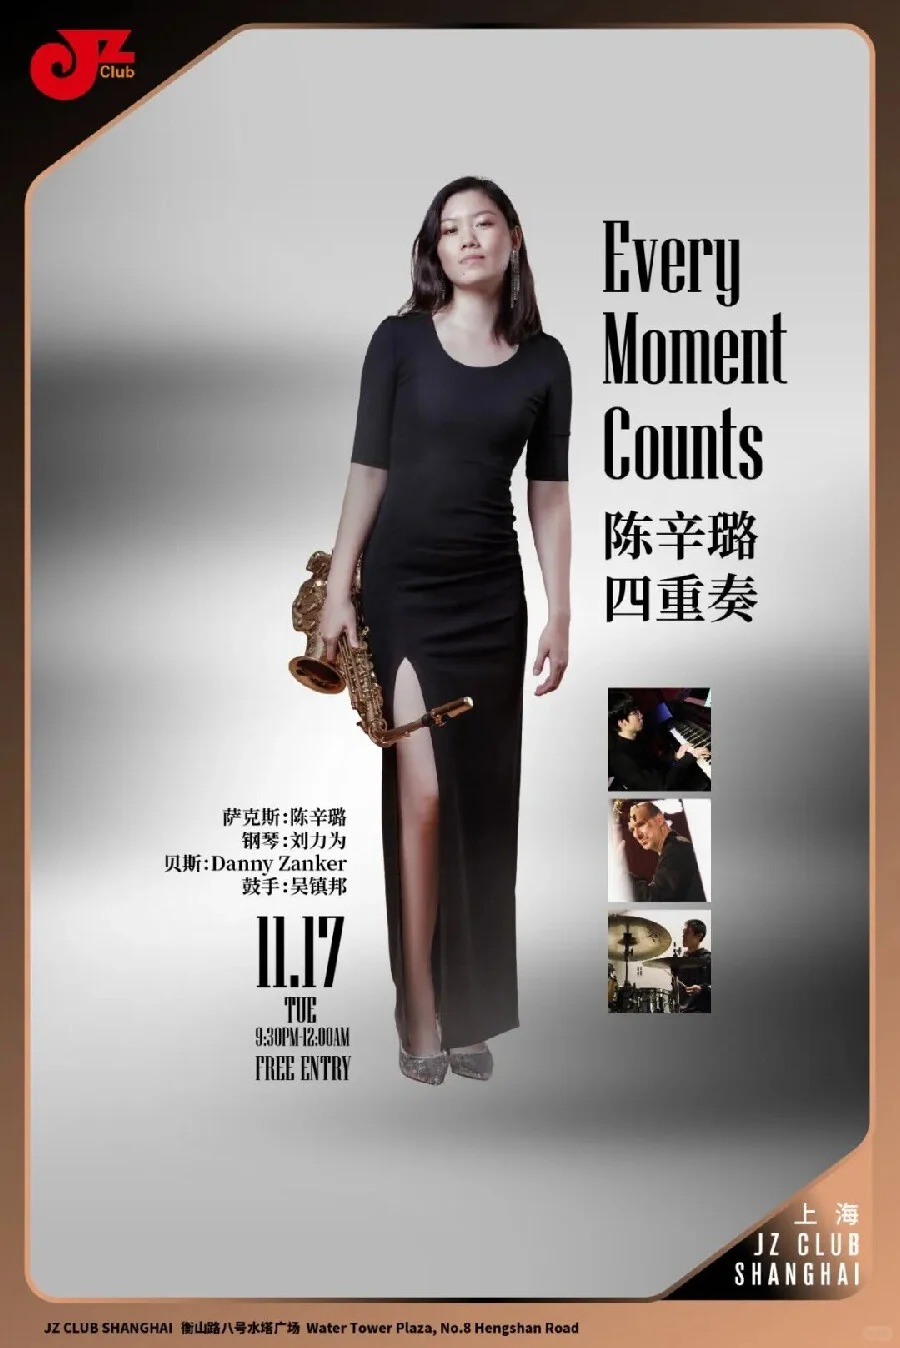 JZ
Club
Every
Moment
Counts
陈辛璐
四重奏
萨克斯:陈辛璐
钢琴:刘力为
贝斯:Danny Zanker
鼓手:吴镇邦
11.17
TUE
9:30PM-12:00AM
FREE ENTRY
上海
JZ CLUB
SHANGHAI
JZ CLUB SHANGHAI 衡山路八号水塔广场 Water Tower Plaza, No.8 Hengshan Road